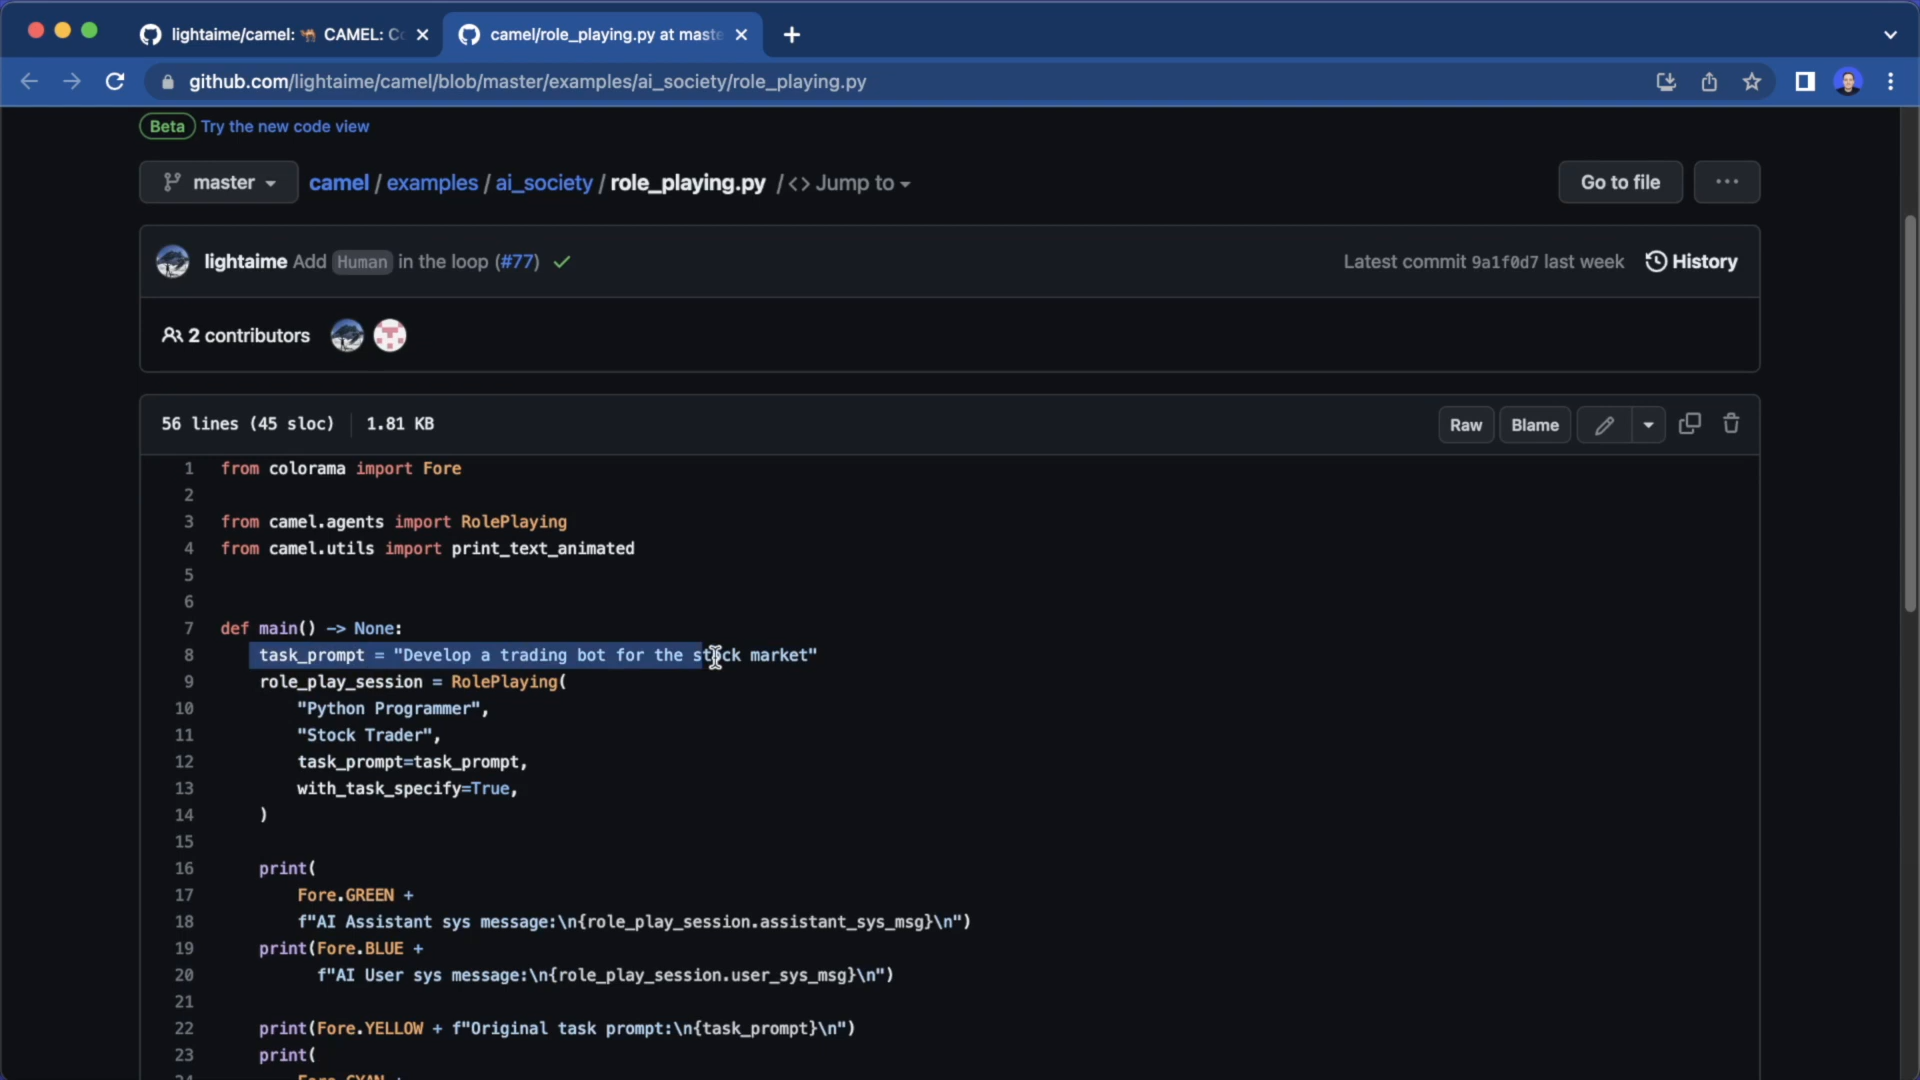 lightaime/camel: 🐫 CAMEL: C
camel/role_playing.py at maste
github.com/lightaime/camel/blob/master/examples/ai_society/role_playing.py
Beta Try the new code view
master camel / examples / ai_society / role_playing.py / <> Jump to
Go to file
lightaime Add Human in the loop (#77)
Latest commit 9a1f0d7 last week History
2 contributors
56 lines (45 sloc) 1.81 KB
Raw Blame
1 from colorama import Fore
2
3 from camel.agents import RolePlaying
4 from camel.utils import print_text_animated
5
6
7 def main() -> None:
8     task_prompt = "Develop a trading bot for the stock market"
9     role_play_session = RolePlaying(
10         "Python Programmer",
11         "Stock Trader",
12         task_prompt=task_prompt,
13         with_task_specify=True,
14     )
15
16     print(
17         Fore.GREEN +
18         f"AI Assistant sys message:\n{role_play_session.assistant_sys_msg}\n")
19     print(Fore.BLUE +
20           f"AI User sys message:\n{role_play_session.user_sys_msg}\n")
21
22     print(Fore.YELLOW + f"Original task prompt:\n{task_prompt}\n")
23     print(
24         Fore.CYAN +